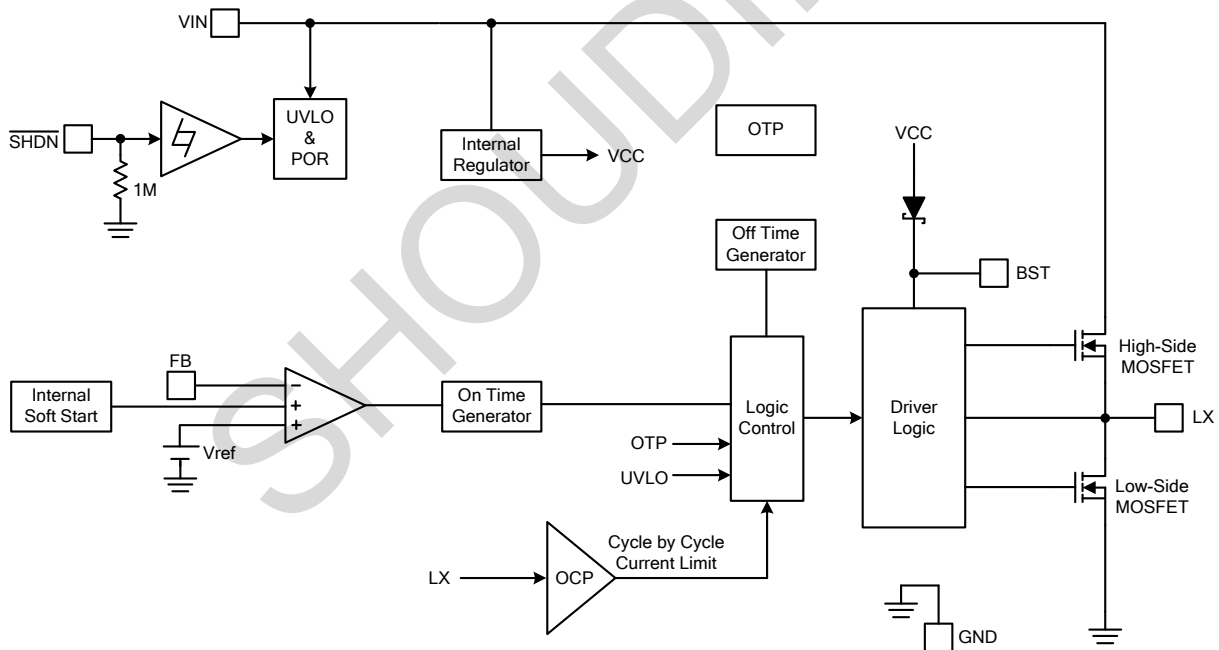 VIN
SHDN
1M
UVLO
&
POR
Internal
Regulator
VCC
OTP
VCC
Off Time
Generator
BST
High-Side
MOSFET
FB
Internal
Soft Start
Vref
On Time
Generator
Logic
Control
OTP
UVLO
Driver
Logic
LX
Low-Side
MOSFET
LX
OCP
Cycle by Cycle
Current Limit
GND